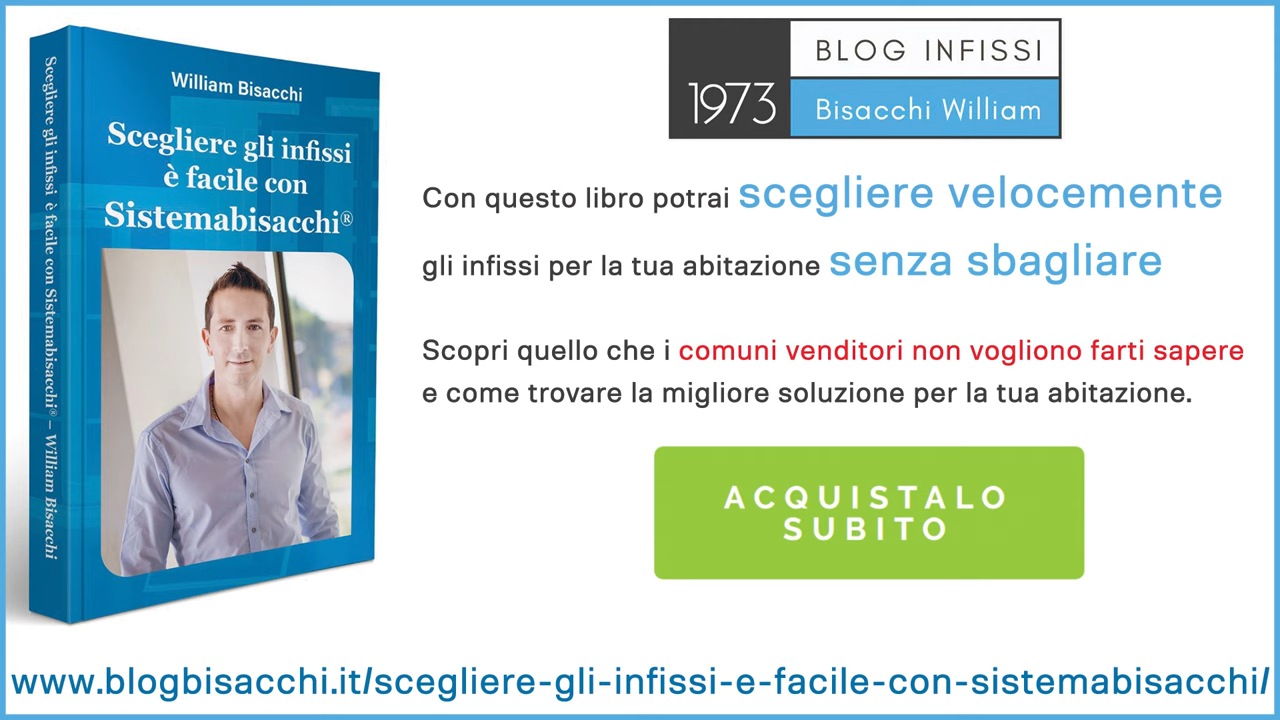 Scegliere gli infissi è facile con Sistemabisacchi® – William Bisacchi
William Bisacchi
Scegliere gli infissi
è facile con
Sistemabisacchi®
1973
BLOG INFISSI
Bisacchi William
Con questo libro potrai scegliere velocemente
gli infissi per la tua abitazione senza sbagliare
Scopri quello che i comuni venditori non vogliono farti sapere
e come trovare la migliore soluzione per la tua abitazione.
ACQUISTALO
SUBITO
www.blogbisacchi.it/scegliere-gli-infissi-e-facile-con-sistemabisacchi/